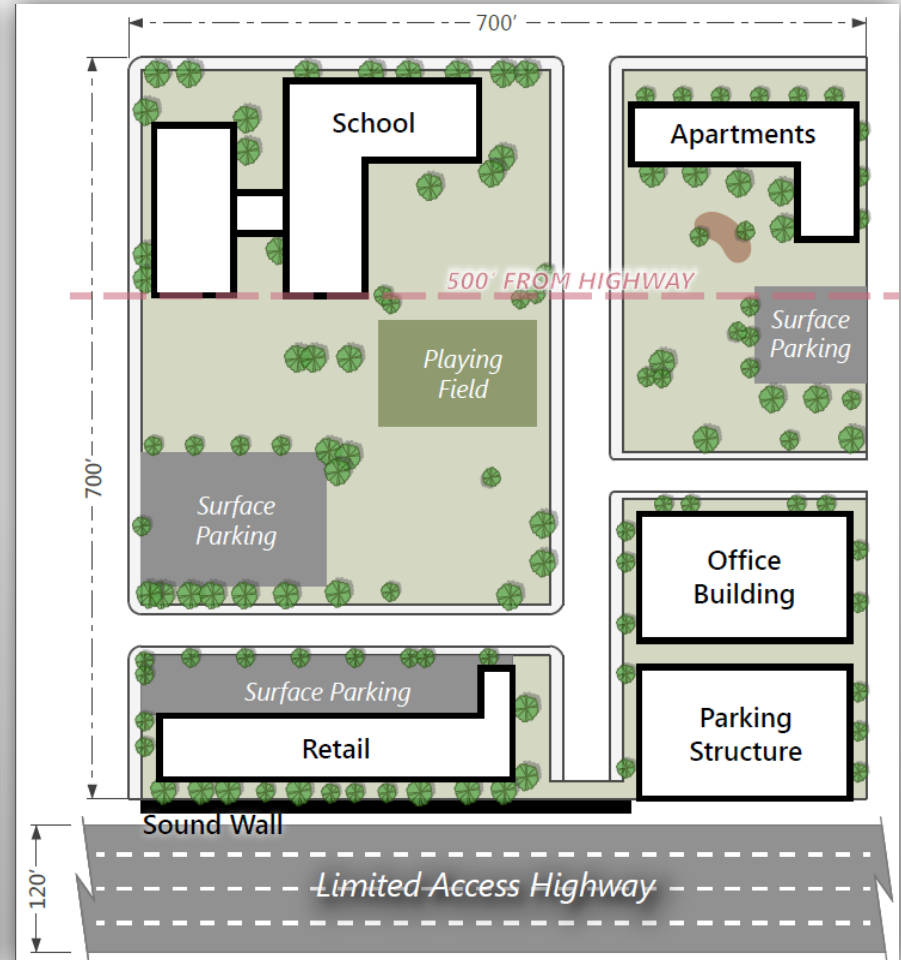 700'
School
Apartments
500' FROM HIGHWAY
Surface
Parking
Playing
Field
700'
Surface
Parking
Office
Building
Surface Parking
Retail
Parking
Structure
Sound Wall
120'
Limited Access Highway